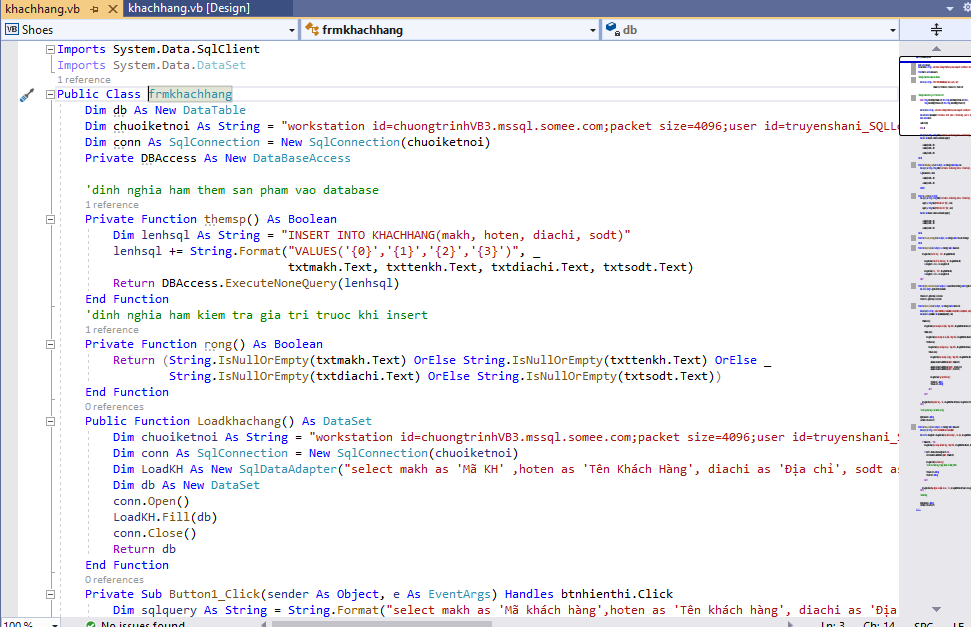 khachhang.vb
khachhang.vb [Design]
VB Shoes
frmkhachhang
db
Imports System.Data.SqlClient
Imports System.Data.DataSet
1 reference
Public Class frmkhachhang
Dim db As New DataTable
Dim chuoiketnoi As String = "workstation id=chuongtrinhVB3.mssql.somee.com;packet size=4096;user id=truyenshani_SQLLo
Dim conn As SqlConnection = New SqlConnection(chuoiketnoi)
Private DBAccess As New DataBaseAccess
'dinh nghia ham them san pham vao database
1 reference
Private Function themsp() As Boolean
Dim lenhsql As String = "INSERT INTO KHACHHANG(makh, hoten, diachi, sodt)"
lenhsql += String.Format("VALUES('{0}','{1}','{2}','{3}')", _
txtmakh.Text, txttenkh.Text, txtdiachi.Text, txtsodt.Text)
Return DBAccess.ExecuteNoneQuery(lenhsql)
End Function
'dinh nghia ham kiem tra gia tri truoc khi insert
1 reference
Private Function rong() As Boolean
Return (String.IsNullOrEmpty(txtmakh.Text) OrElse String.IsNullOrEmpty(txttenkh.Text) OrElse _
String.IsNullOrEmpty(txtdiachi.Text) OrElse String.IsNullOrEmpty(txtsodt.Text))
End Function
0 references
Public Function Loadkhachang() As DataSet
Dim chuoiketnoi As String = "workstation id=chuongtrinhVB3.mssql.somee.com;packet size=4096;user id=truyenshani_S
Dim conn As SqlConnection = New SqlConnection(chuoiketnoi)
Dim LoadKH As New SqlDataAdapter("select makh as 'Mã KH' ,hoten as 'Tên Khách Hàng', diachi as 'Địa chỉ', sodt as
Dim db As New DataSet
conn.Open()
LoadKH.Fill(db)
conn.Close()
Return db
End Function
0 references
Private Sub Button1_Click(sender As Object, e As EventArgs) Handles btnhienthi.Click
Dim sqlquery As String = String.Format("select makh as 'Mã khách hàng',hoten as 'Tên khách hàng', diachi as 'Địa
100 %
No issues found
Ln: 3
Ch: 14
SPC
LF